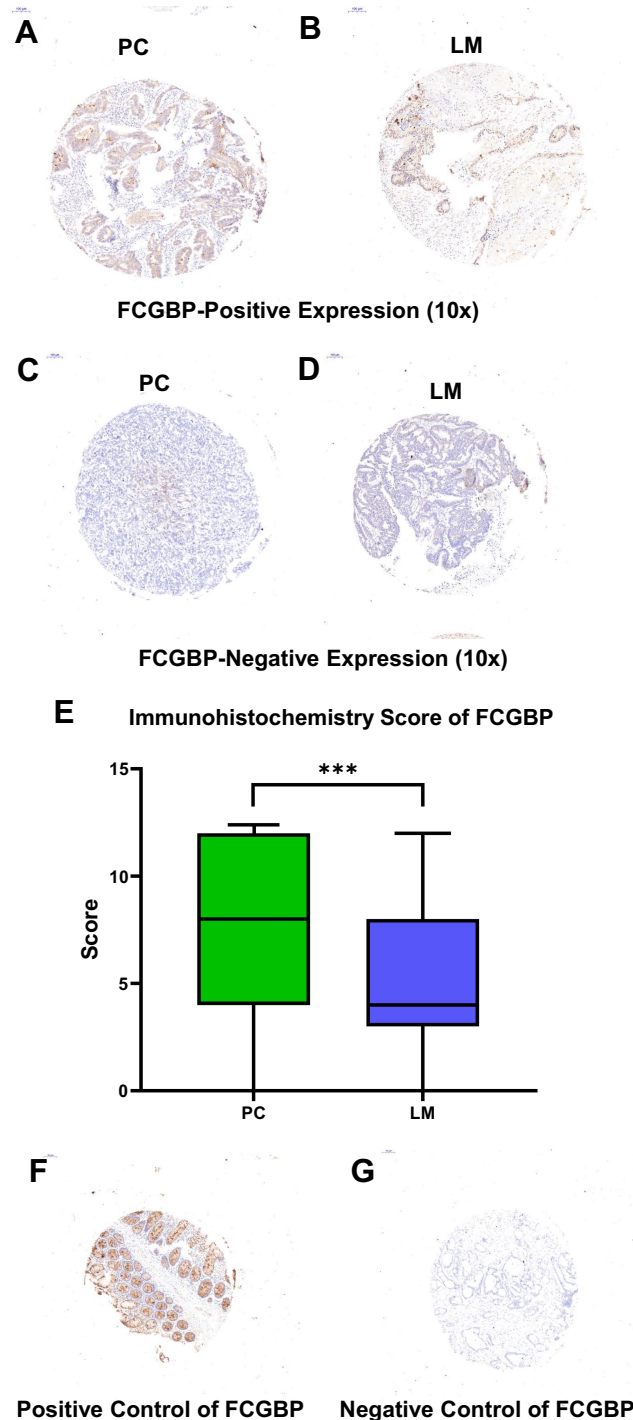 A
PC
B
LM
FCGBP-Positive Expression (10x)
C
PC
D
LM
FCGBP-Negative Expression (10x)
E
Immunohistochemistry Score of FCGBP
***
15
10
5
0
Score
PC
LM
F
G
Positive Control of FCGBP
Negative Control of FCGBP